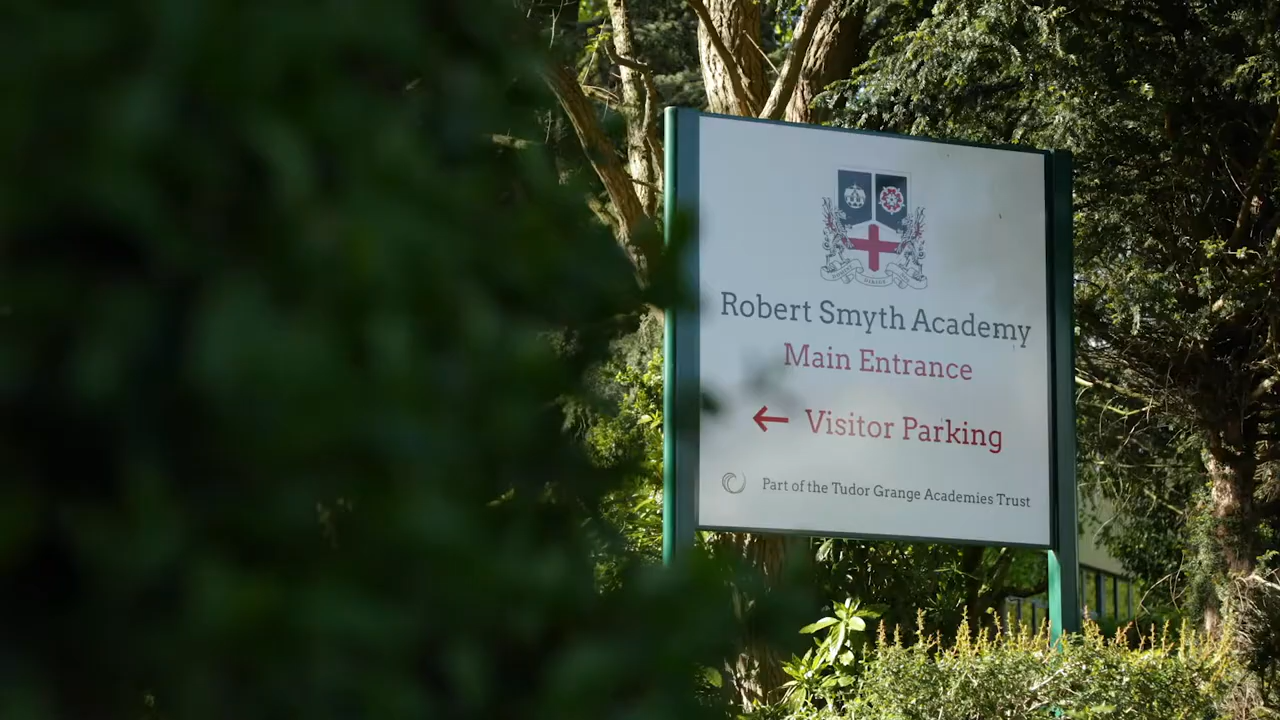 Robert Smyth Academy
Main Entrance
← Visitor Parking
Part of the Tudor Grange Academies Trust